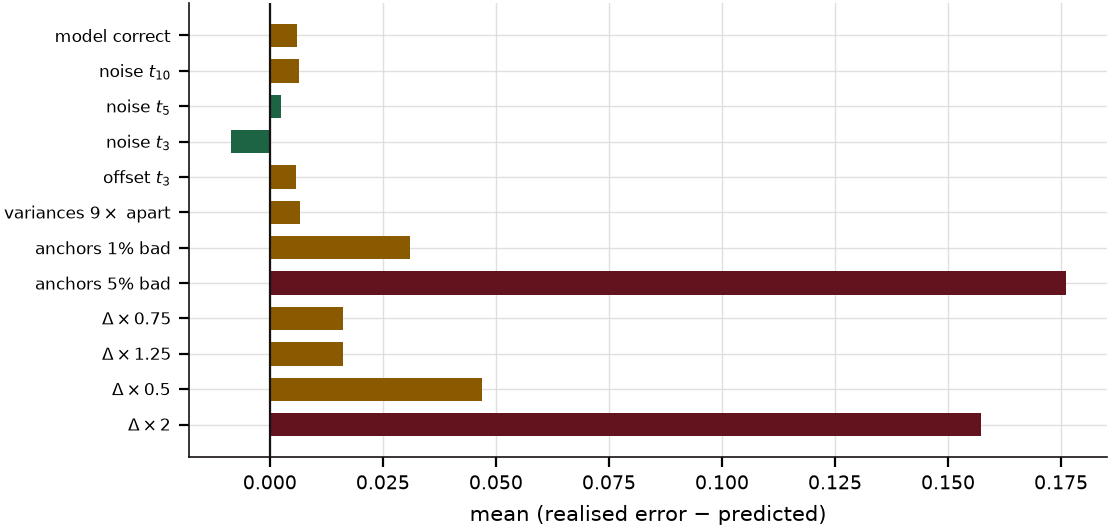 model correct
noise t₁₀
noise t₅
noise t₃
offset t₃
variances 9× apart
anchors 1% bad
anchors 5% bad
Δ × 0.75
Δ × 1.25
Δ × 0.5
Δ × 2
0.000 0.025 0.050 0.075 0.100 0.125 0.150 0.175
mean (realised error − predicted)